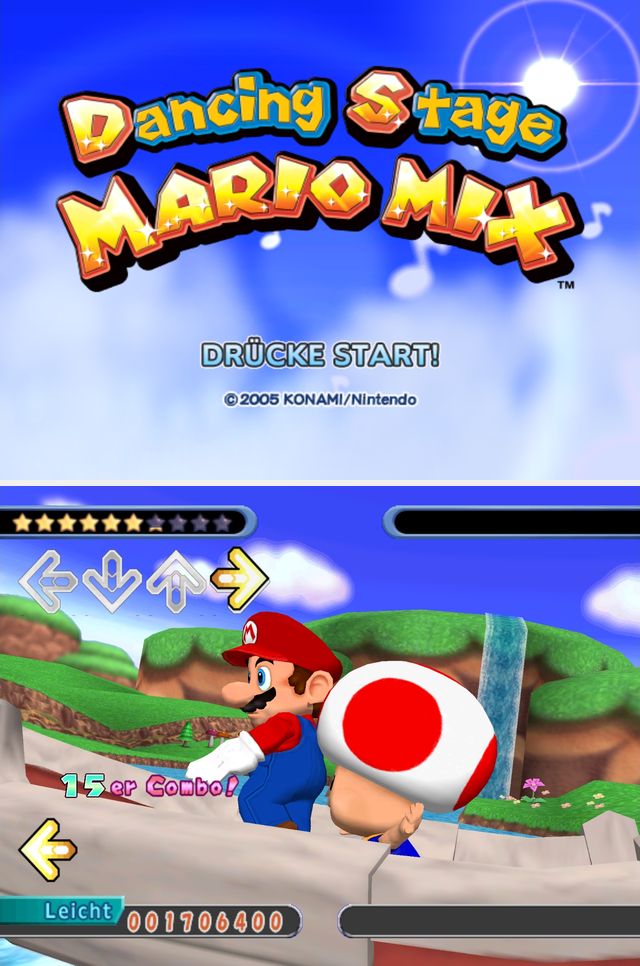 Dancing Stage
MARIO MIX
TM
DRÜCKE START!
©2005 KONAMI/Nintendo
M
15er Combo!
Leicht
001706400